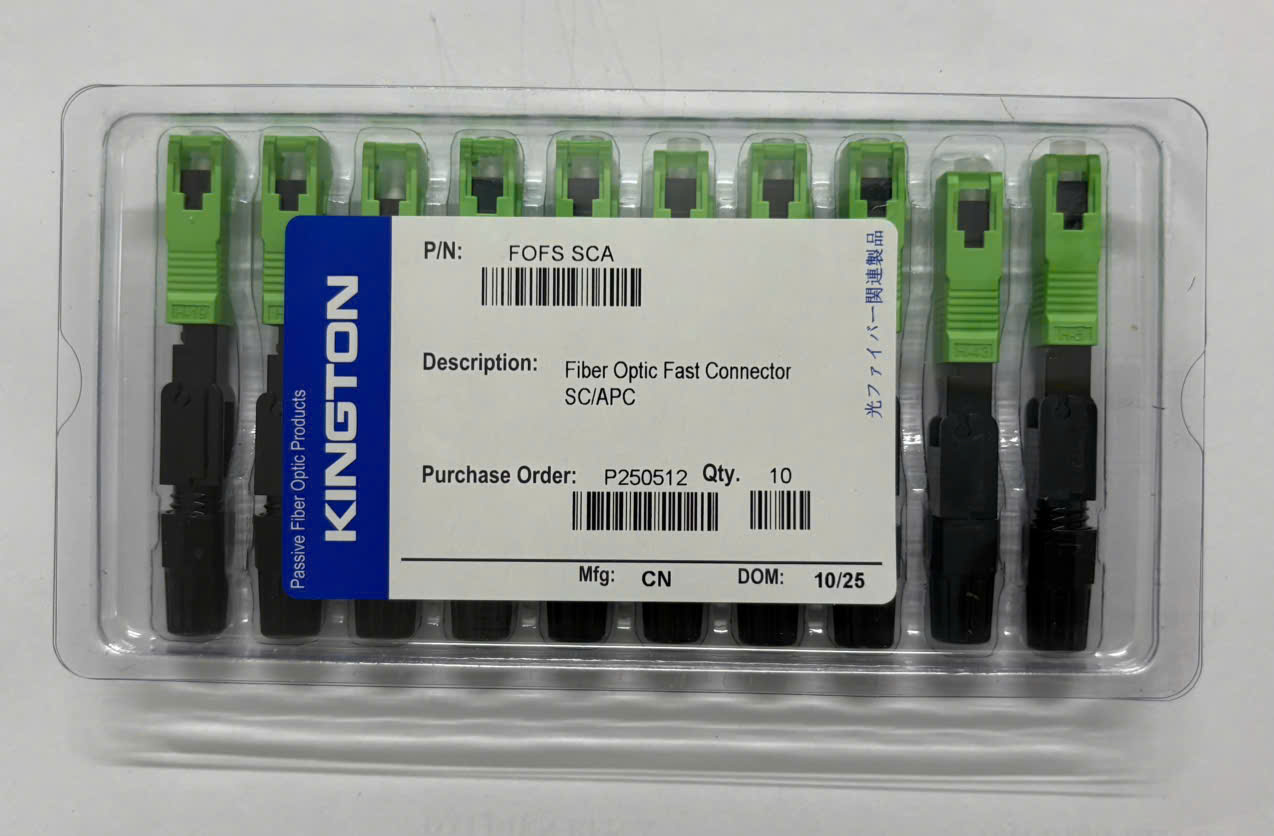 Passive Fiber Optic Products
KINGTON
P/N: FOFS SCA
Description: Fiber Optic Fast Connector
SC/APC
Purchase Order: P250512 Qty. 10
Mfg: CN DOM: 10/25
光ファイバー関連製品